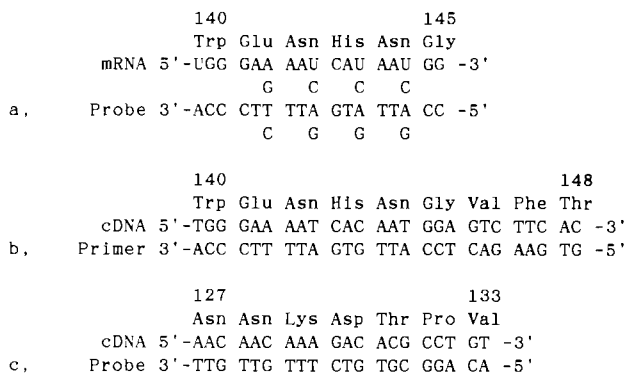 140 145
Trp Glu Asn His Asn Gly
mRNA 5'-UGG GAA AAU CAU AAU GG -3'
G C C C
a, Probe 3'-ACC CTT TTA GTA TTA CC -5'
C G G G
140 148
Trp Glu Asn His Asn Gly Val Phe Thr
cDNA 5'-TGG GAA AAT CAC AAT GGA GTC TTC AC -3'
b, Primer 3'-ACC CTT TTA GTG TTA CCT CAG AAG TG -5'
127 133
Asn Asn Lys Asp Thr Pro Val
cDNA 5'-AAC AAC AAA GAC ACG CCT GT -3'
c, Probe 3'-TTG TTG TTT CTG TGC GGA CA -5'